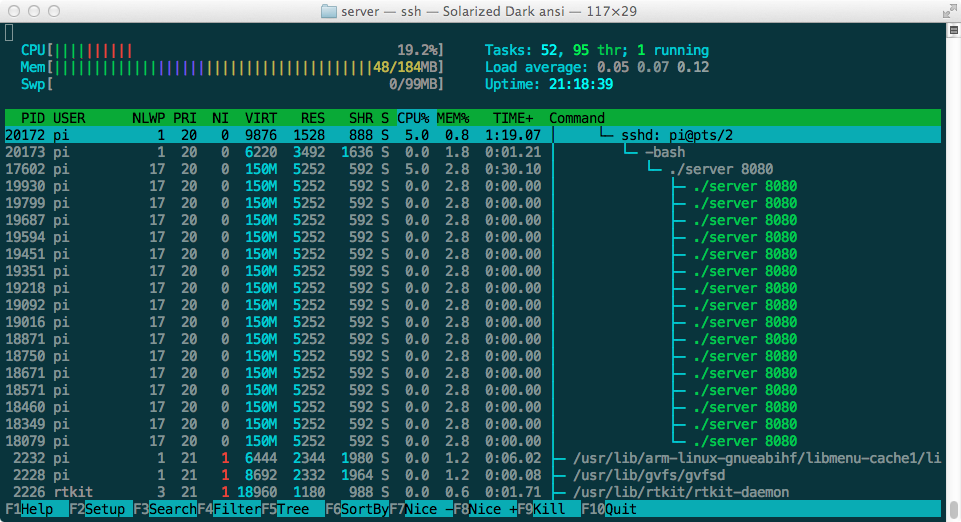 server — ssh — Solarized Dark ansi — 117×29
CPU[||||||||||||| 19.2%] Tasks: 52, 95 thr; 1 running
Mem[|||||||||||||||||||||||||||||||||||||||48/184MB] Load average: 0.05 0.07 0.12
Swp[ 0/99MB] Uptime: 21:18:39
PID USER NLWP PRI NI VIRT RES SHR S CPU% MEM% TIME+ Command
20172 pi 1 20 0 9876 1528 888 S 5.0 0.8 1:19.07 │ └─ sshd: pi@pts/2
20173 pi 1 20 0 6220 3492 1636 S 0.0 1.8 0:01.21 │ └─ -bash
17602 pi 17 20 0 150M 5252 592 S 5.0 2.8 0:30.10 │ └─ ./server 8080
19930 pi 17 20 0 150M 5252 592 S 0.0 2.8 0:00.00 │ ├─ ./server 8080
19799 pi 17 20 0 150M 5252 592 S 0.0 2.8 0:00.00 │ ├─ ./server 8080
19687 pi 17 20 0 150M 5252 592 S 0.0 2.8 0:00.00 │ ├─ ./server 8080
19594 pi 17 20 0 150M 5252 592 S 0.0 2.8 0:00.00 │ ├─ ./server 8080
19451 pi 17 20 0 150M 5252 592 S 0.0 2.8 0:00.00 │ ├─ ./server 8080
19351 pi 17 20 0 150M 5252 592 S 0.0 2.8 0:00.00 │ ├─ ./server 8080
19218 pi 17 20 0 150M 5252 592 S 0.0 2.8 0:00.00 │ ├─ ./server 8080
19092 pi 17 20 0 150M 5252 592 S 0.0 2.8 0:00.00 │ ├─ ./server 8080
19016 pi 17 20 0 150M 5252 592 S 0.0 2.8 0:00.00 │ ├─ ./server 8080
18871 pi 17 20 0 150M 5252 592 S 0.0 2.8 0:00.00 │ ├─ ./server 8080
18750 pi 17 20 0 150M 5252 592 S 0.0 2.8 0:00.00 │ ├─ ./server 8080
18671 pi 17 20 0 150M 5252 592 S 0.0 2.8 0:00.00 │ ├─ ./server 8080
18571 pi 17 20 0 150M 5252 592 S 0.0 2.8 0:00.00 │ ├─ ./server 8080
18460 pi 17 20 0 150M 5252 592 S 0.0 2.8 0:00.00 │ ├─ ./server 8080
18349 pi 17 20 0 150M 5252 592 S 0.0 2.8 0:00.00 │ ├─ ./server 8080
18079 pi 17 20 0 150M 5252 592 S 0.0 2.8 0:00.00 │ └─ ./server 8080
2232 pi 1 21 1 6444 2344 1980 S 0.0 1.2 0:06.02 ├─ /usr/lib/arm-linux-gnueabihf/libmenu-cache1/li
2228 pi 1 21 1 8692 2332 1964 S 0.0 1.2 0:00.08 ├─ /usr/lib/gvfs/gvfsd
2226 rtkit 3 21 1 18960 1180 988 S 0.0 0.6 0:01.71 ├─ /usr/lib/rtkit/rtkit-daemon
F1Help F2Setup F3SearchF4FilterF5Tree F6SortByF7Nice -F8Nice +F9Kill F10Quit